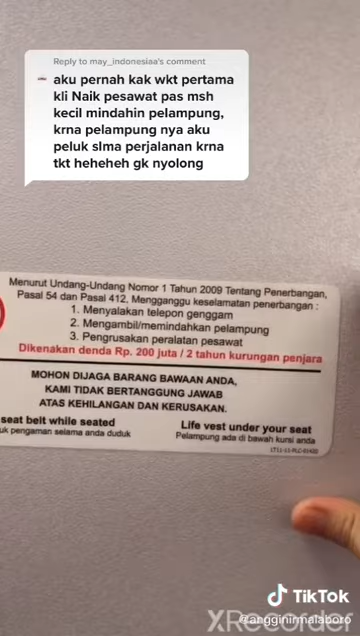 Reply to may_indonesiaa's comment
aku pernah kak wkt pertama
kli Naik pesawat pas msh
kecil mindahin pelampung,
krna pelampung nya aku
peluk slma perjalanan krna
tkt heheheh gk nyolong
Menurut Undang-Undang Nomor 1 Tahun 2009 Tentang Penerbangan,
Pasal 54 dan Pasal 412, Mengganggu keselamatan penerbangan :
1. Menyalakan telepon genggam
2. Mengambil/memindahkan pelampung
3. Pengrusakan peralatan pesawat
Dikenakan denda Rp. 200 juta / 2 tahun kurungan penjara
MOHON DIJAGA BARANG BAWAAN ANDA,
KAMI TIDAK BERTANGGUNG JAWAB
ATAS KEHILANGAN DAN KERUSAKAN.
seat belt while seated
uk pengaman selama anda duduk
Life vest under your seat
Pelampung ada di bawah kursi anda
TikTok
@angginirmalaboro
XRecorder